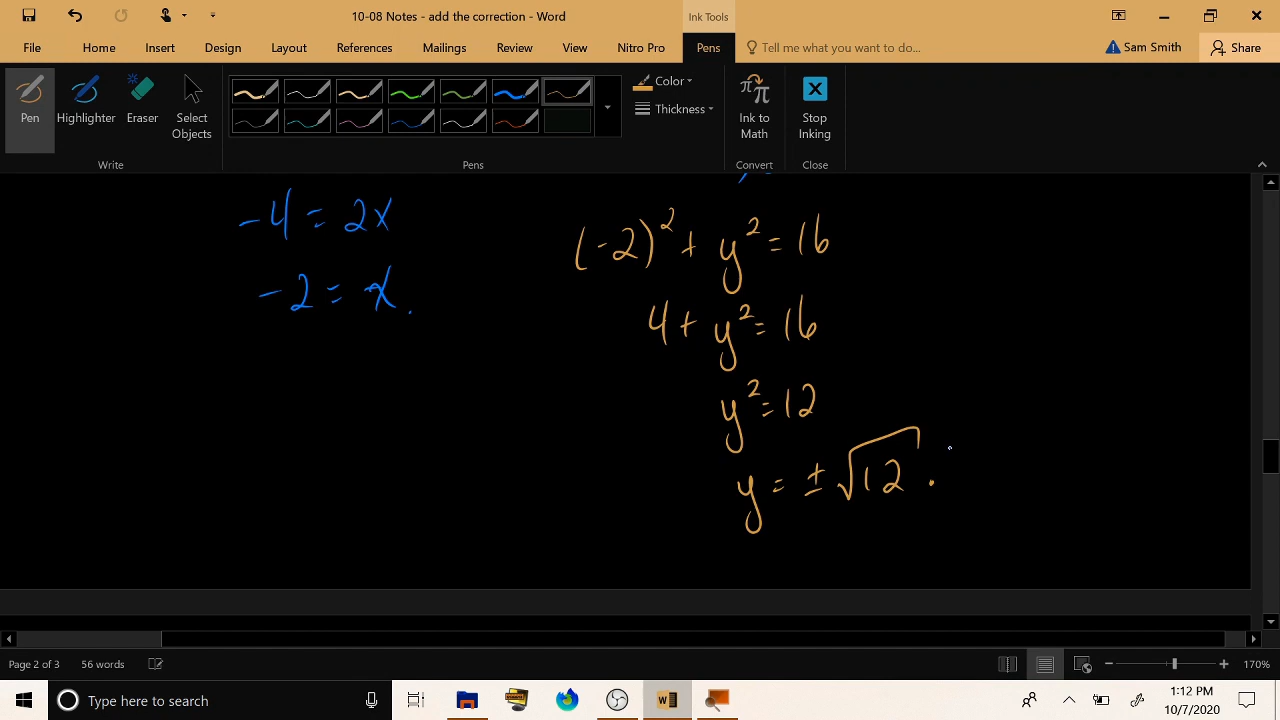 10-08 Notes - add the correction - Word
Ink Tools
File Home Insert Design Layout References Mailings Review View Nitro Pro Pens Tell me what you want to do... Sam Smith Share
Pen Highlighter Eraser Select Objects
Color
Thickness
Ink to Math
Stop Inking
Write Pens Convert Close
-4 = 2x
-2 = x.
(-2)² + y² = 16
4 + y² = 16
y² = 12
y = ±√12 .
Page 2 of 3 56 words 170%
Type here to search
1:12 PM
10/7/2020